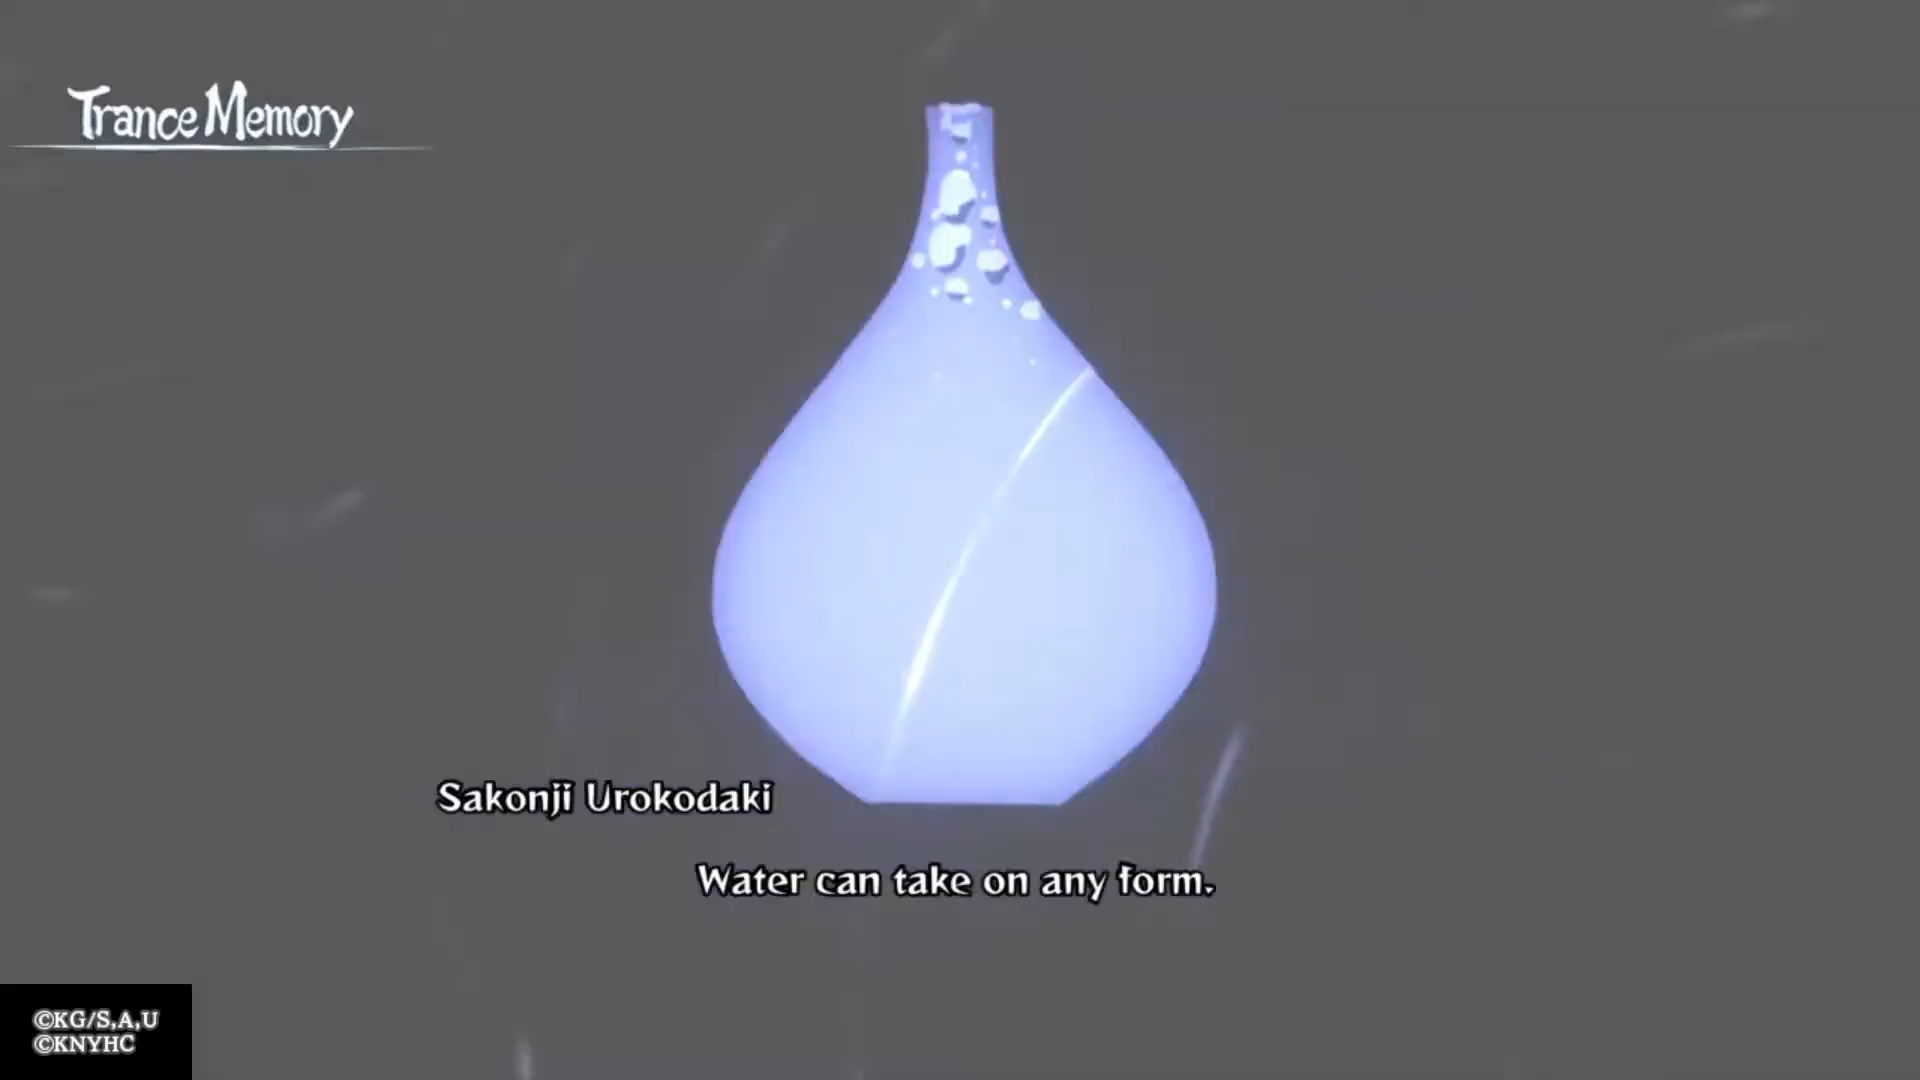 Trance Memory
Sakonji Urokodaki
Water can take on any form.
©KG/S,A,U
©KNYHC